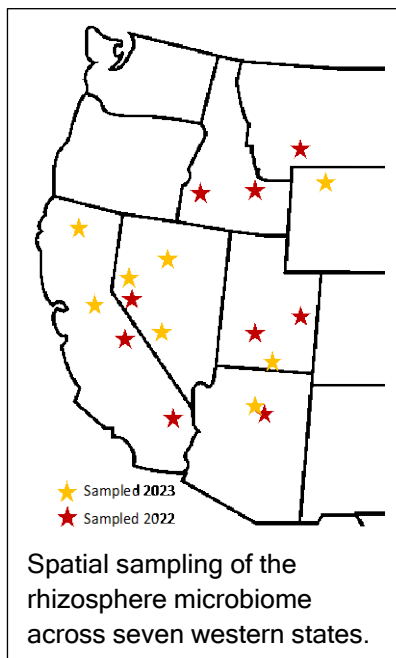 Sampled 2023
Sampled 2022
Spatial sampling of the
rhizosphere microbiome
across seven western states.